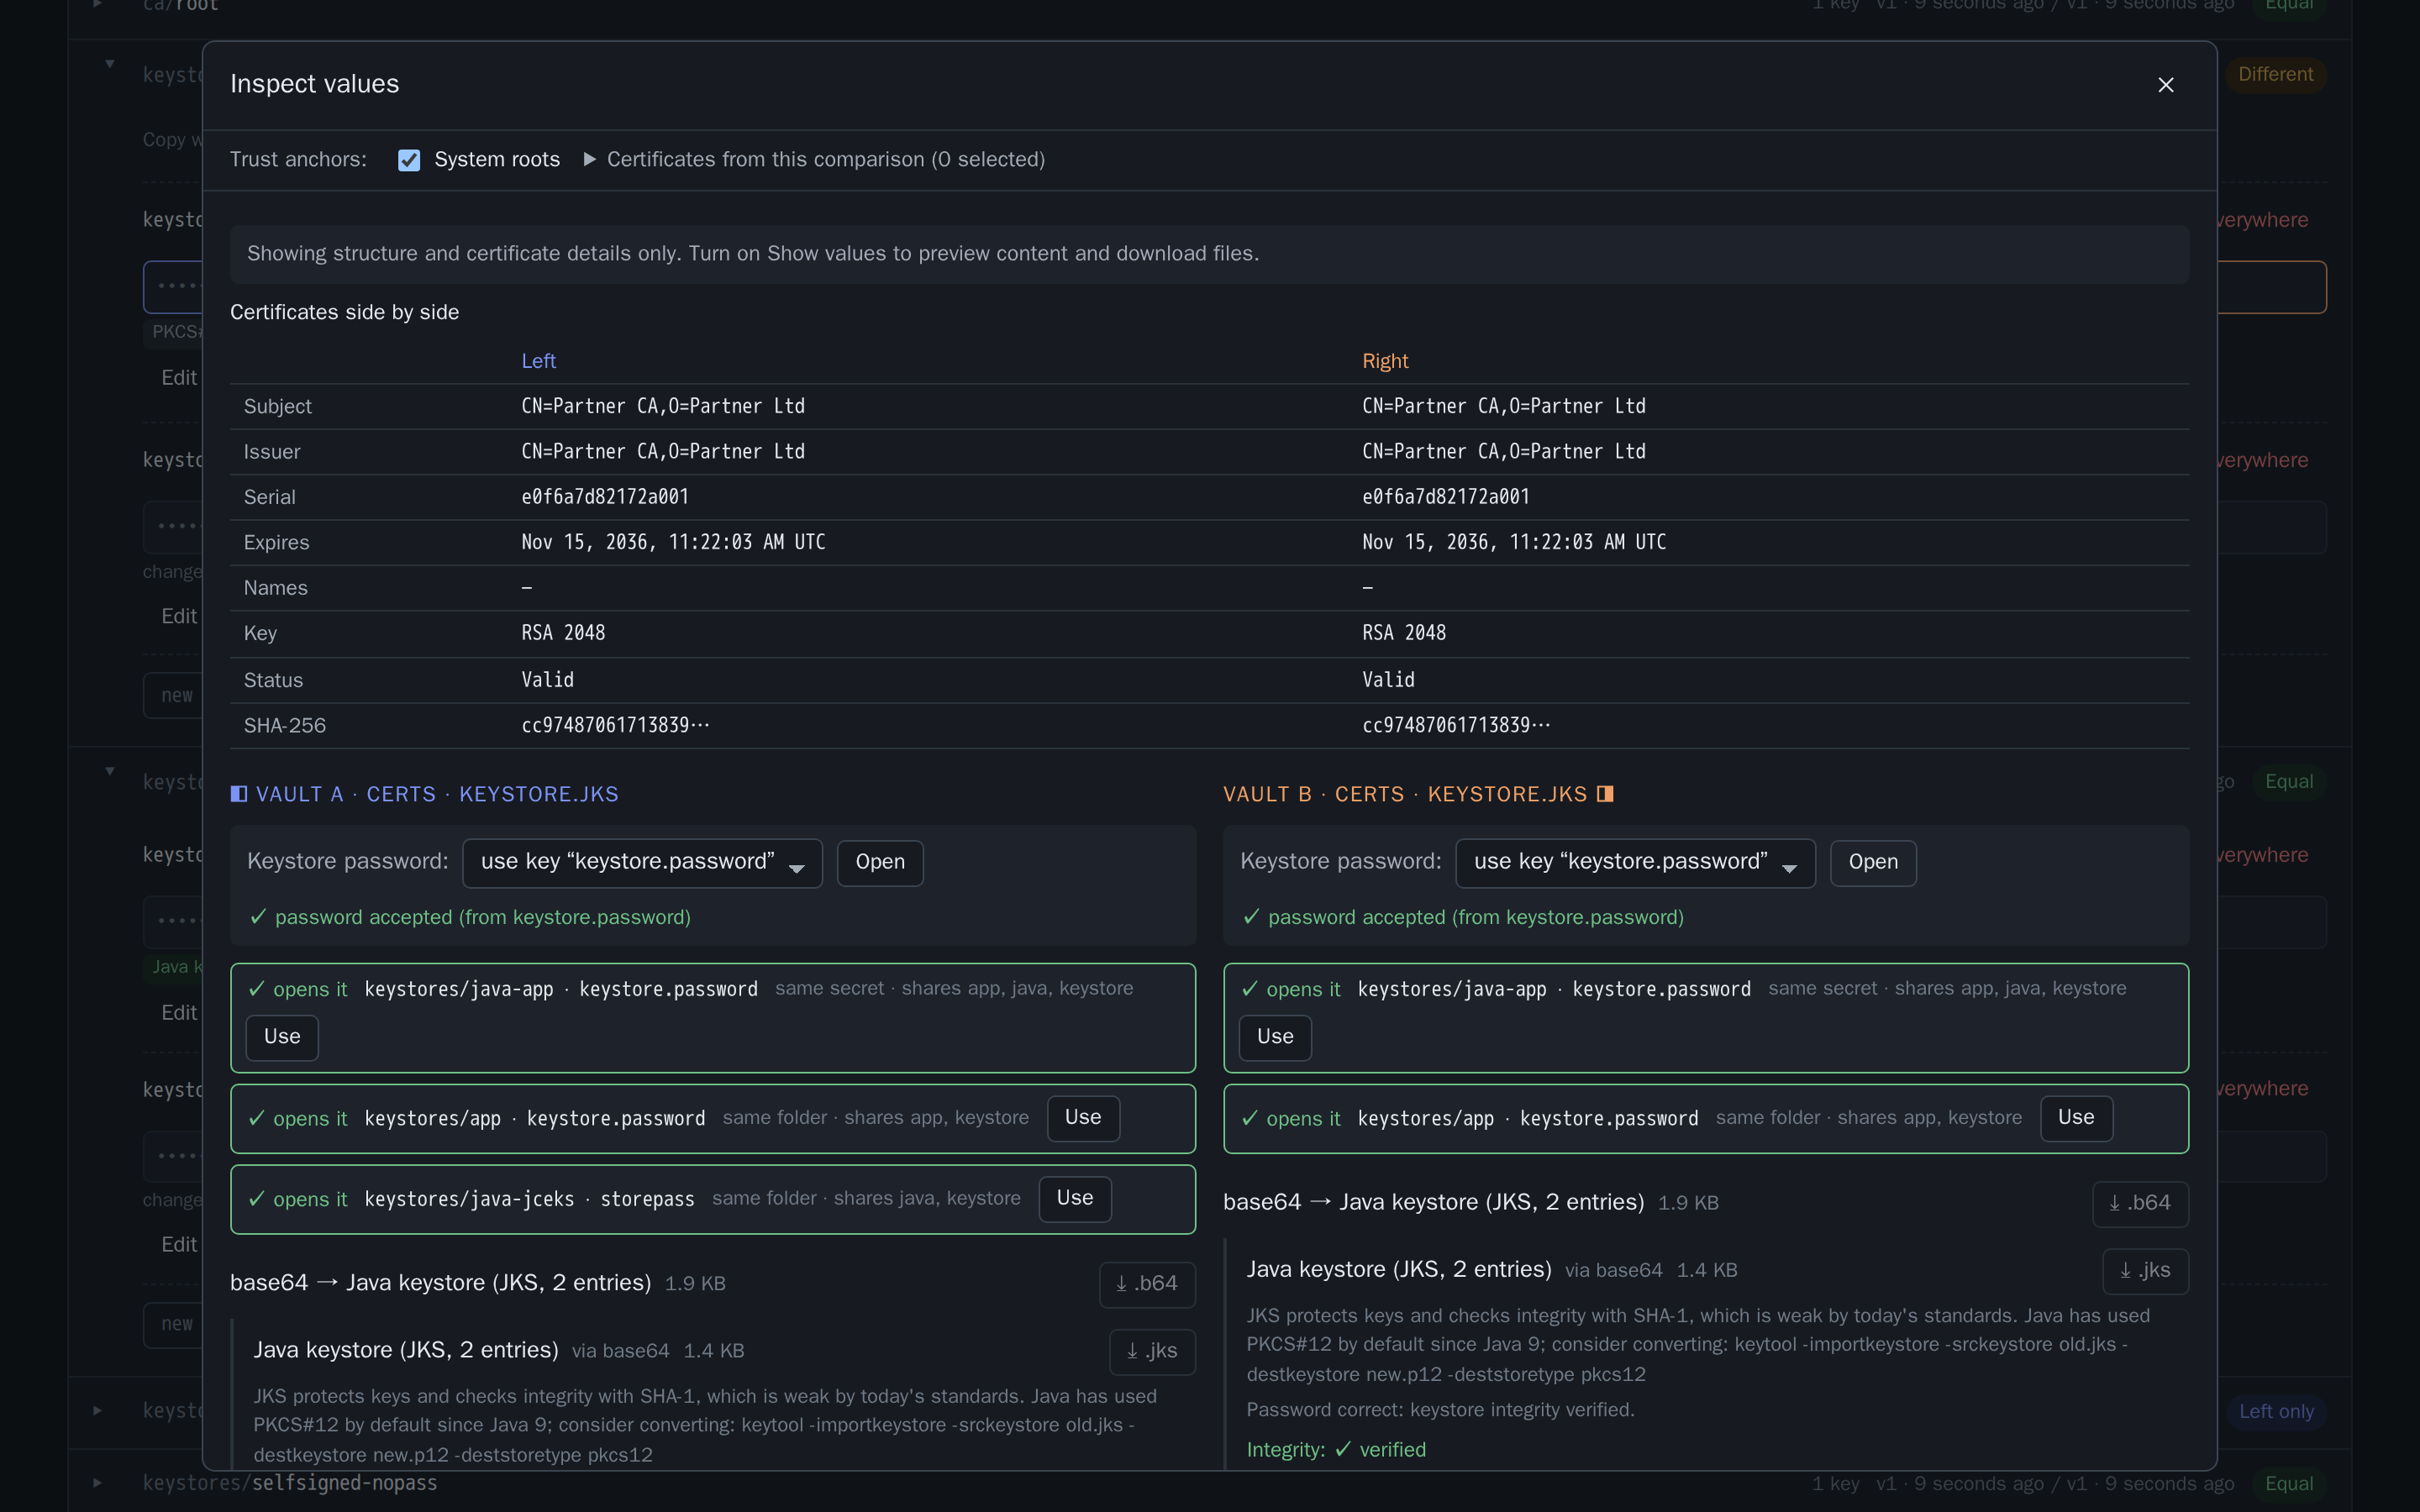 ca/root
1 key v1 · 9 seconds ago / v1 · 9 seconds ago Equal
Inspect values
Different
Copy w
Trust anchors: System roots Certificates from this comparison (0 selected)
keysto
verywhere
Showing structure and certificate details only. Turn on Show values to preview content and download files.
Certificates side by side
PKCS#
Left Right
Edit
Subject CN=Partner CA,O=Partner Ltd CN=Partner CA,O=Partner Ltd
Issuer CN=Partner CA,O=Partner Ltd CN=Partner CA,O=Partner Ltd
keysto
verywhere
Serial e0f6a7d82172a001 e0f6a7d82172a001
Expires Nov 15, 2036, 11:22:03 AM UTC Nov 15, 2036, 11:22:03 AM UTC
change
Names – –
Edit
Key RSA 2048 RSA 2048
Status Valid Valid
new
SHA-256 cc97487061713839··· cc97487061713839···
keysto
go Equal
VAULT A · CERTS · KEYSTORE.JKS
VAULT B · CERTS · KEYSTORE.JKS
keysto
verywhere
Keystore password: use key “keystore.password” Open
✓ password accepted (from keystore.password)
Keystore password: use key “keystore.password” Open
✓ password accepted (from keystore.password)
Java k
Edit
✓ opens it keystores/java-app · keystore.password same secret · shares app, java, keystore
Use
✓ opens it keystores/java-app · keystore.password same secret · shares app, java, keystore
Use
keysto
verywhere
✓ opens it keystores/app · keystore.password same folder · shares app, keystore Use
✓ opens it keystores/app · keystore.password same folder · shares app, keystore Use
change
✓ opens it keystores/java-jceks · storepass same folder · shares java, keystore Use
Edit
new
base64 → Java keystore (JKS, 2 entries) 1.9 KB ↓ .b64
Java keystore (JKS, 2 entries) via base64 1.4 KB ↓ .jks
JKS protects keys and checks integrity with SHA-1, which is weak by today's standards. Java has used
PKCS#12 by default since Java 9; consider converting: keytool -importkeystore -srckeystore old.jks -
destkeystore new.p12 -deststoretype pkcs12
base64 → Java keystore (JKS, 2 entries) 1.9 KB ↓ .b64
Java keystore (JKS, 2 entries) via base64 1.4 KB ↓ .jks
JKS protects keys and checks integrity with SHA-1, which is weak by today's standards. Java has used
PKCS#12 by default since Java 9; consider converting: keytool -importkeystore -srckeystore old.jks -
destkeystore new.p12 -deststoretype pkcs12
Password correct: keystore integrity verified.
Integrity: ✓ verified
keysto
Left only
keystores/selfsigned-nopass
1 key v1 · 9 seconds ago / v1 · 9 seconds ago Equal